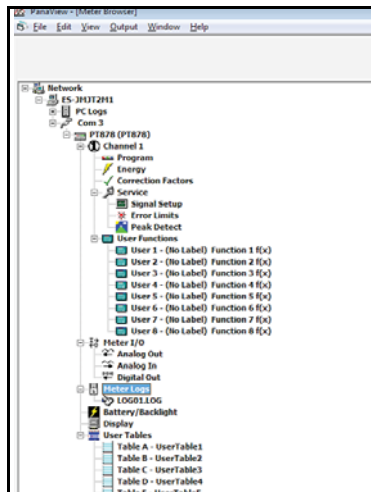 PanaView - [Meter Browser]
File Edit View Output Window Help
Network
ES-JMJT2M1
PC Logs
Com 3
PT878 (PT878)
Channel 1
Program
Energy
Correction Factors
Service
Signal Setup
Error Limits
Peak Detect
User Functions
User 1 - (No Label) Function 1 f(x)
User 2 - (No Label) Function 2 f(x)
User 3 - (No Label) Function 3 f(x)
User 4 - (No Label) Function 4 f(x)
User 5 - (No Label) Function 5 f(x)
User 6 - (No Label) Function 6 f(x)
User 7 - (No Label) Function 7 f(x)
User 8 - (No Label) Function 8 f(x)
Meter I/O
Analog Out
Analog In
Digital Out
Meter Logs
LOG01.LOG
Battery/Backlight
Display
User Tables
Table A - UserTable1
Table B - UserTable2
Table C - UserTable3
Table D - UserTable4
Table E - UserTable5